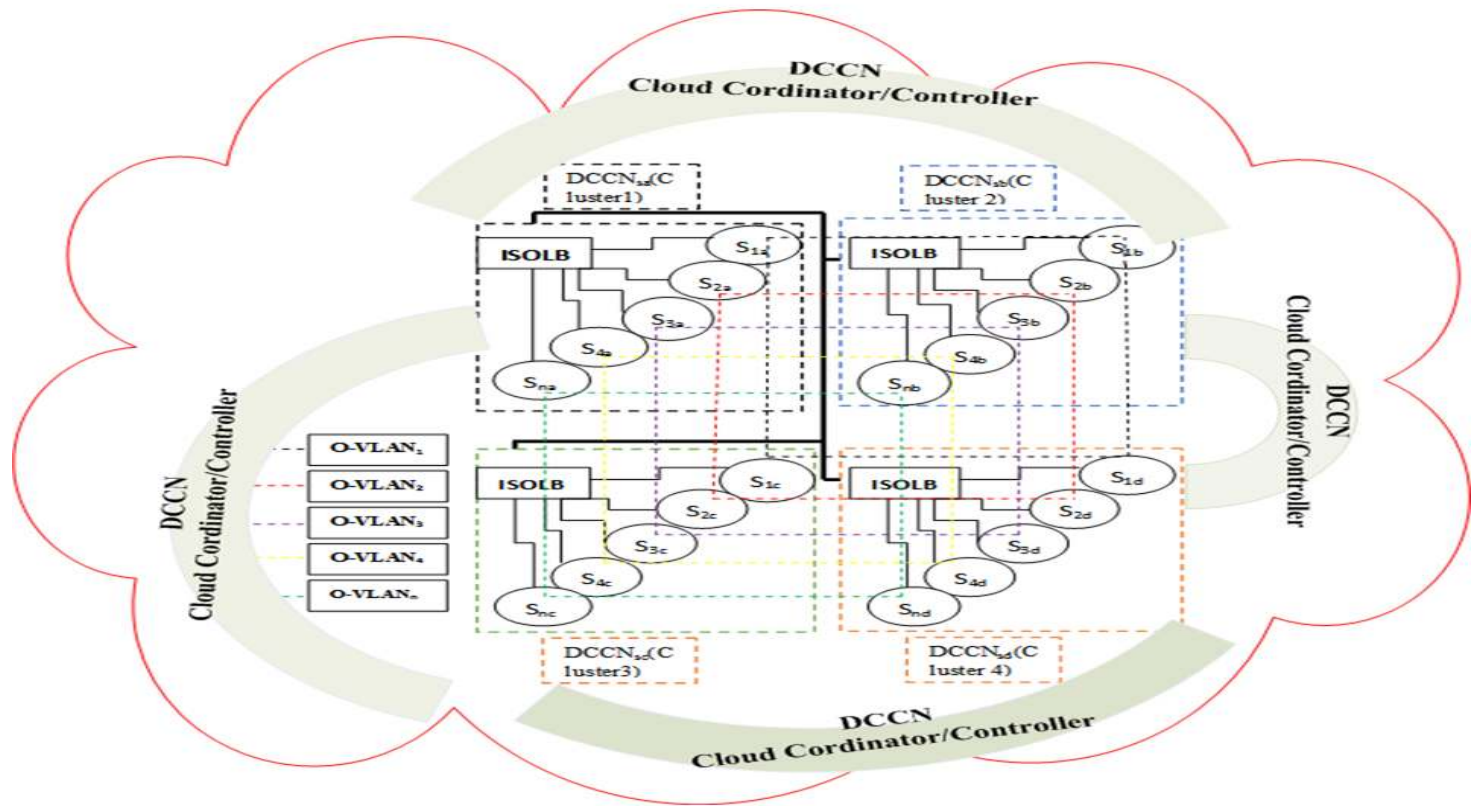 DCCN
Cloud Cordinator/Controller
DCCNsa(C
luster1)
DCCNsb(C
luster 2)
ISOLB
S1a
S2a
S3a
S4a
Sna
ISOLB
S1b
S2b
S3b
S4b
Snb
DCCN
Cloud Cordinator/Controller
DCCN
Cloud Cordinator/Controller
O-VLAN1
O-VLAN2
O-VLAN3
O-VLAN4
O-VLANn
ISOLB
S1c
S2c
S3c
S4c
Snc
ISOLB
S1d
S2d
S3d
S4d
Snd
DCCNsc(C
luster3)
DCCNsd(C
luster 4)
DCCN
Cloud Cordinator/Controller